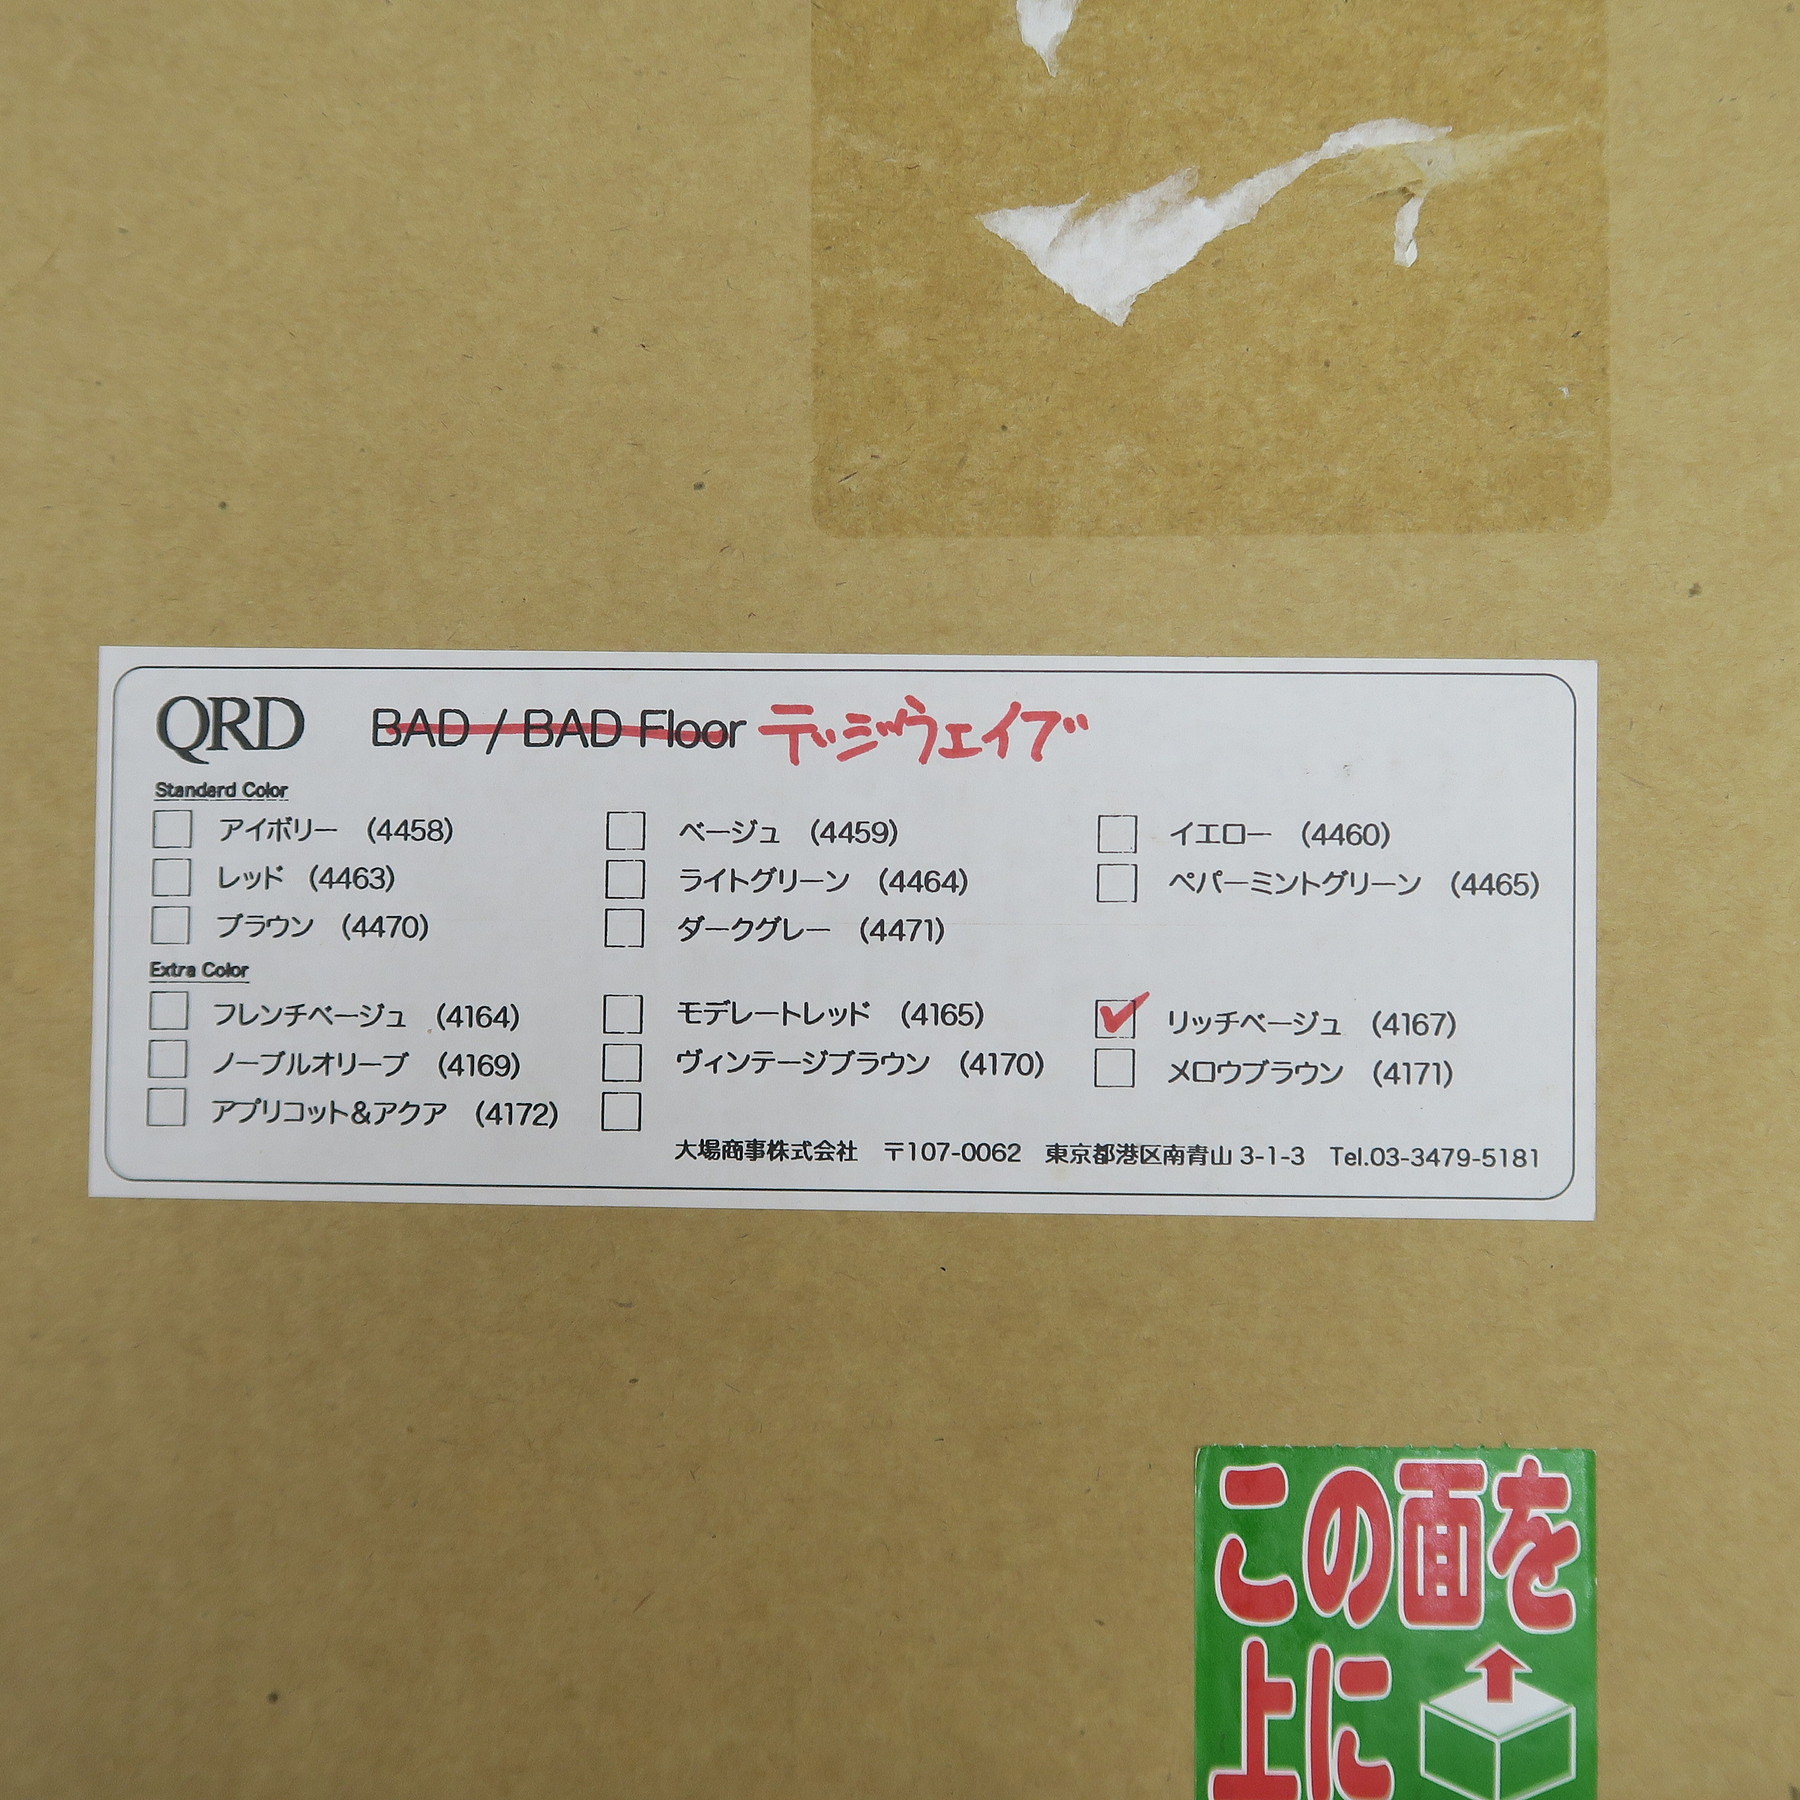 QRD BAD / BAD Floor ディジウェイブ
Standard Color
アイボリー (4458) ベージュ (4459) イエロー (4460)
レッド (4463) ライトグリーン (4464) ペパーミントグリーン (4465)
ブラウン (4470) ダークグレー (4471)
Extra Color
フレンチベージュ (4164) モデレートレッド (4165) リッチベージュ (4167)
ノーブルオリーブ (4169) ヴィンテージブラウン (4170) メロウブラウン (4171)
アプリコット&アクア (4172)
大場商事株式会社 〒107-0062 東京都港区南青山 3-1-3 Tel.03-3479-5181
この面を
上に